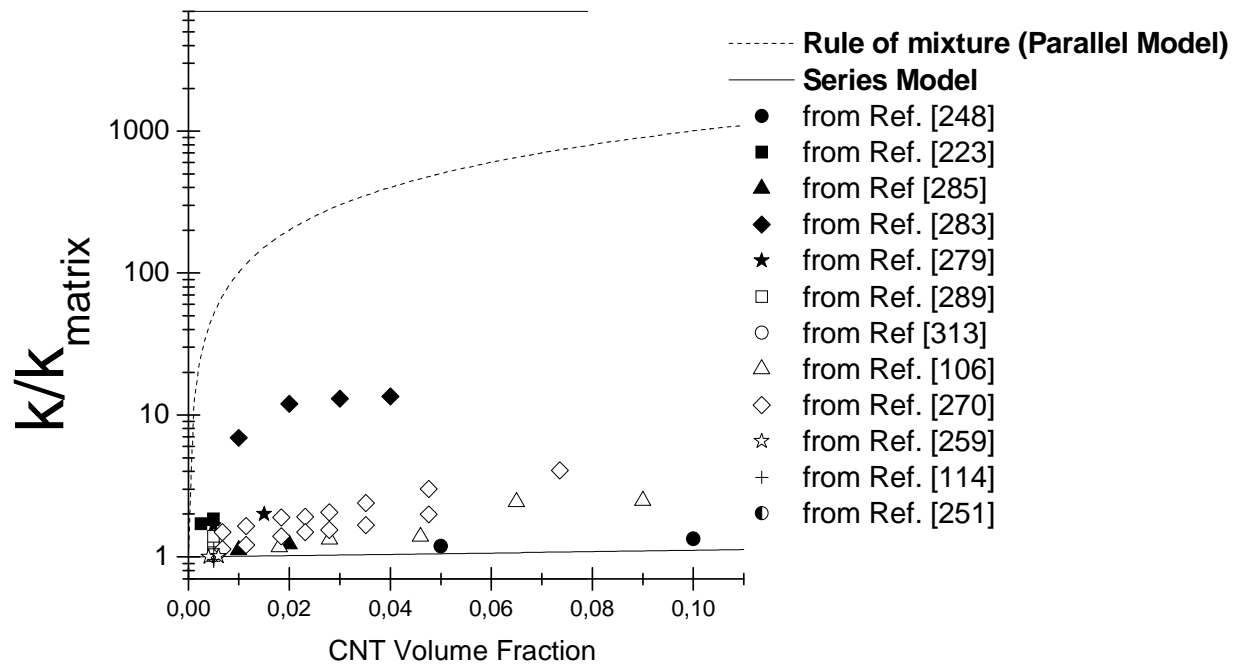 Rule of mixture (Parallel Model)
Series Model
from Ref. [248]
from Ref. [223]
from Ref [285]
from Ref. [283]
from Ref. [279]
from Ref. [289]
from Ref [313]
from Ref. [106]
from Ref. [270]
from Ref. [259]
from Ref. [114]
from Ref. [251]
k/k_matrix
1000
100
10
1
0,00 0,02 0,04 0,06 0,08 0,10
CNT Volume Fraction